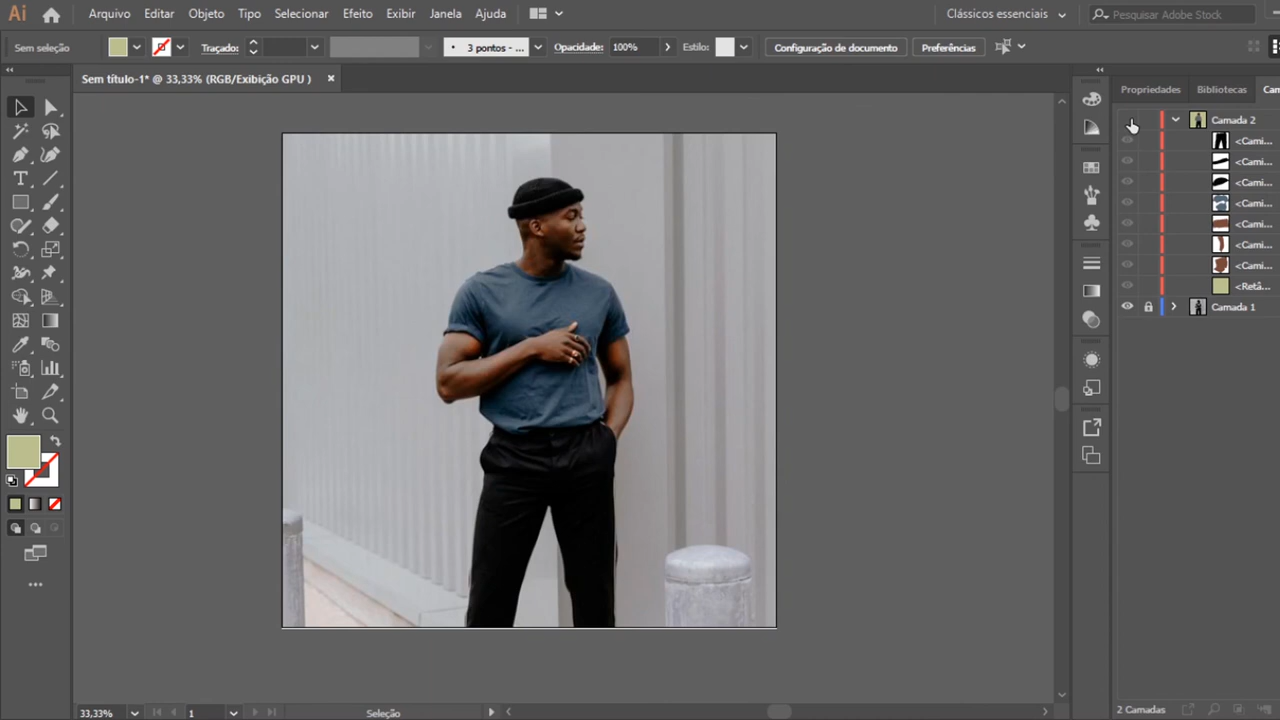 Ai Arquivo Editar Objeto Tipo Selecionar Efeito Exibir Janela Ajuda Clássicos essenciais Pesquisar Adobe Stock
Sem seleção Traçado: 3 pontos - ... Opacidade: 100% Estilo: Configuração de documento Preferências
Sem título-1* @ 33,33% (RGB/Exibição GPU )
Propriedades Bibliotecas Cam
Camada 2
<Cami...
<Cami...
<Cami...
<Cami...
<Cami...
<Cami...
<Cami...
<Retâ...
Camada 1
33,33% 1 Seleção 2 Camadas